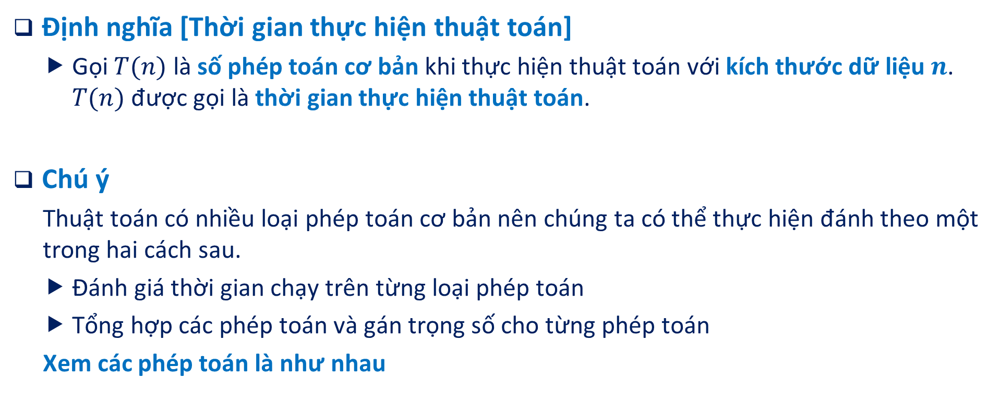 Định nghĩa [Thời gian thực hiện thuật toán]
Gọi T(n) là số phép toán cơ bản khi thực hiện thuật toán với kích thước dữ liệu n.
T(n) được gọi là thời gian thực hiện thuật toán.
Chú ý
Thuật toán có nhiều loại phép toán cơ bản nên chúng ta có thể thực hiện đánh theo một
trong hai cách sau.
Đánh giá thời gian chạy trên từng loại phép toán
Tổng hợp các phép toán và gán trọng số cho từng phép toán
Xem các phép toán là như nhau